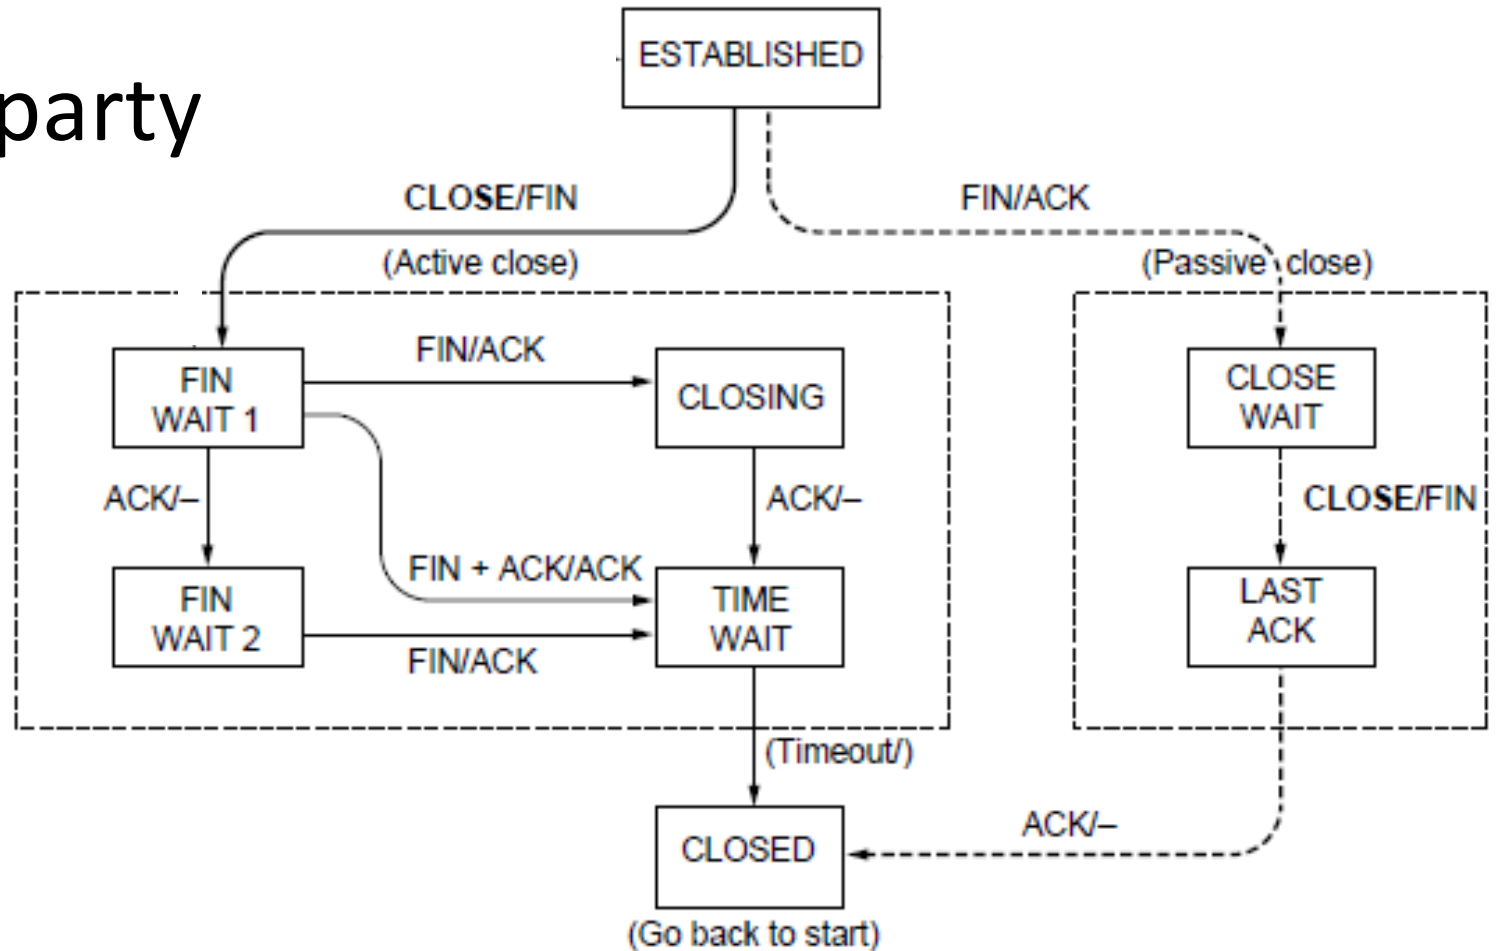 ESTABLISHED
party
CLOSE/FIN
FIN/ACK
(Active close)
(Passive close)
FIN
WAIT 1
FIN/ACK
CLOSING
CLOSE
WAIT
ACK/–
ACK/–
CLOSE/FIN
FIN + ACK/ACK
FIN
WAIT 2
FIN/ACK
TIME
WAIT
LAST
ACK
(Timeout/)
ACK/–
CLOSED
(Go back to start)